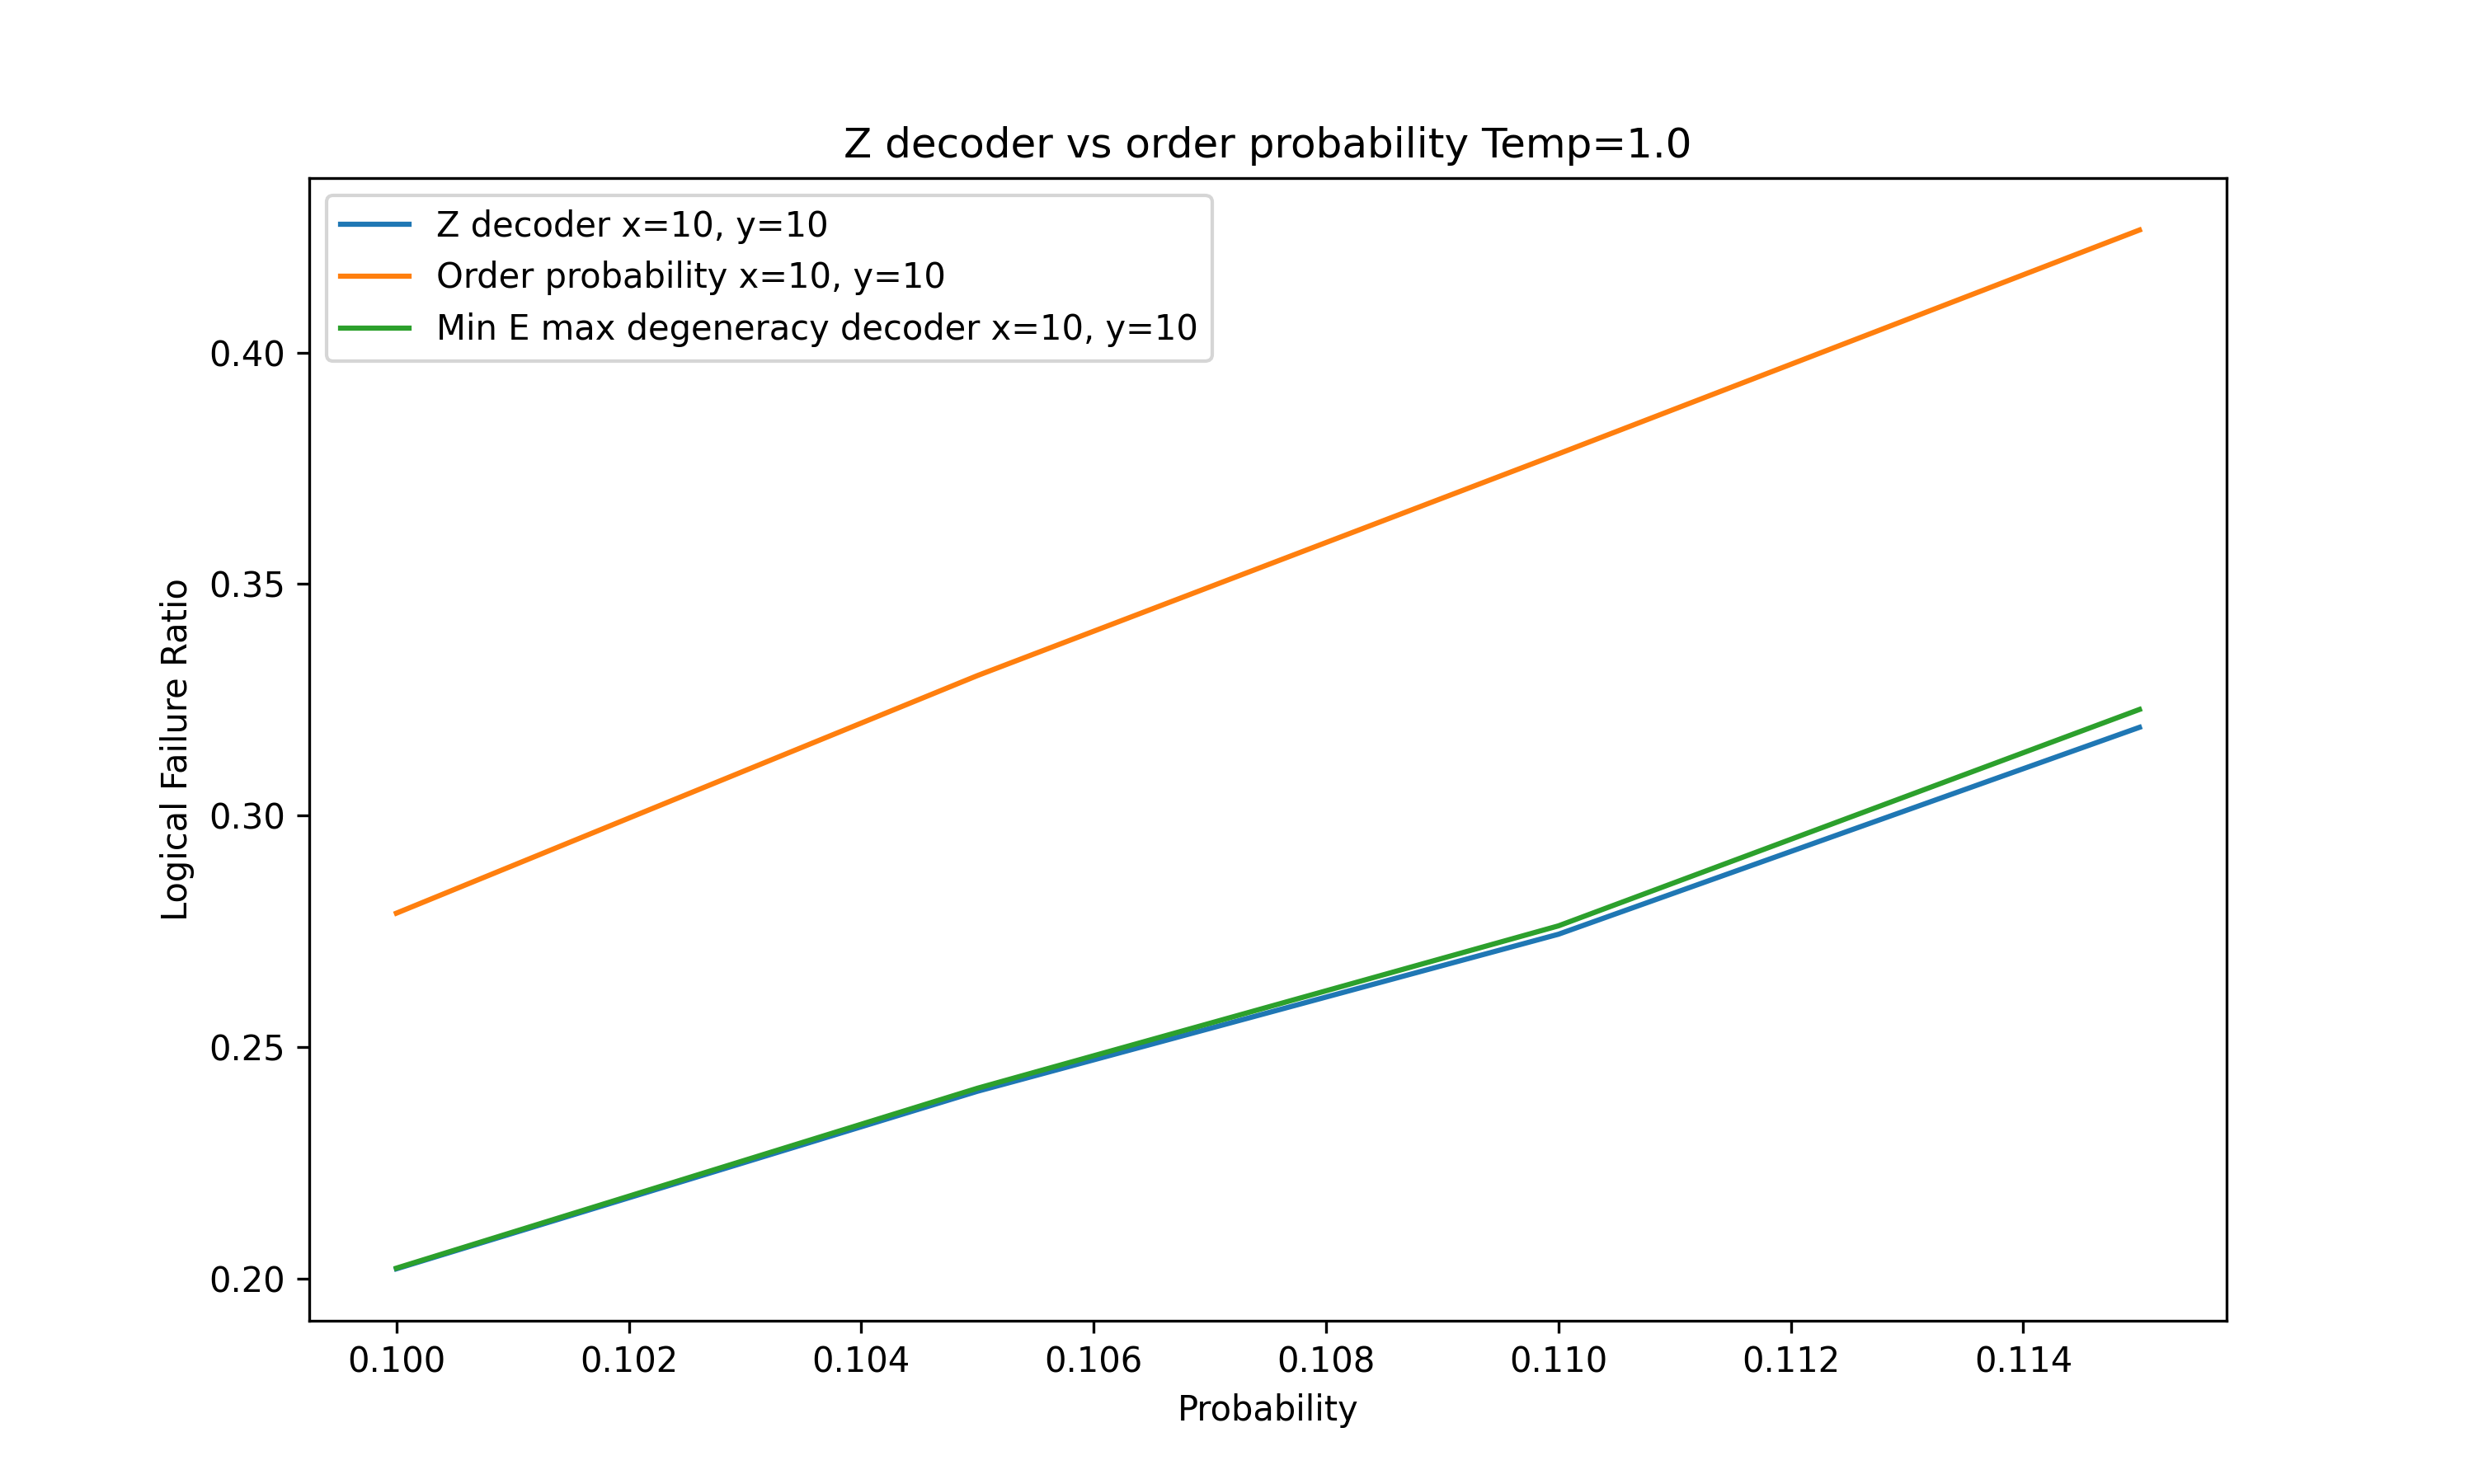 Z decoder vs order probability Temp=1.0
Z decoder x=10, y=10
Order probability x=10, y=10
Min E max degeneracy decoder x=10, y=10
Logical Failure Ratio
0.40
0.35
0.30
0.25
0.20
0.100 0.102 0.104 0.106 0.108 0.110 0.112 0.114
Probability